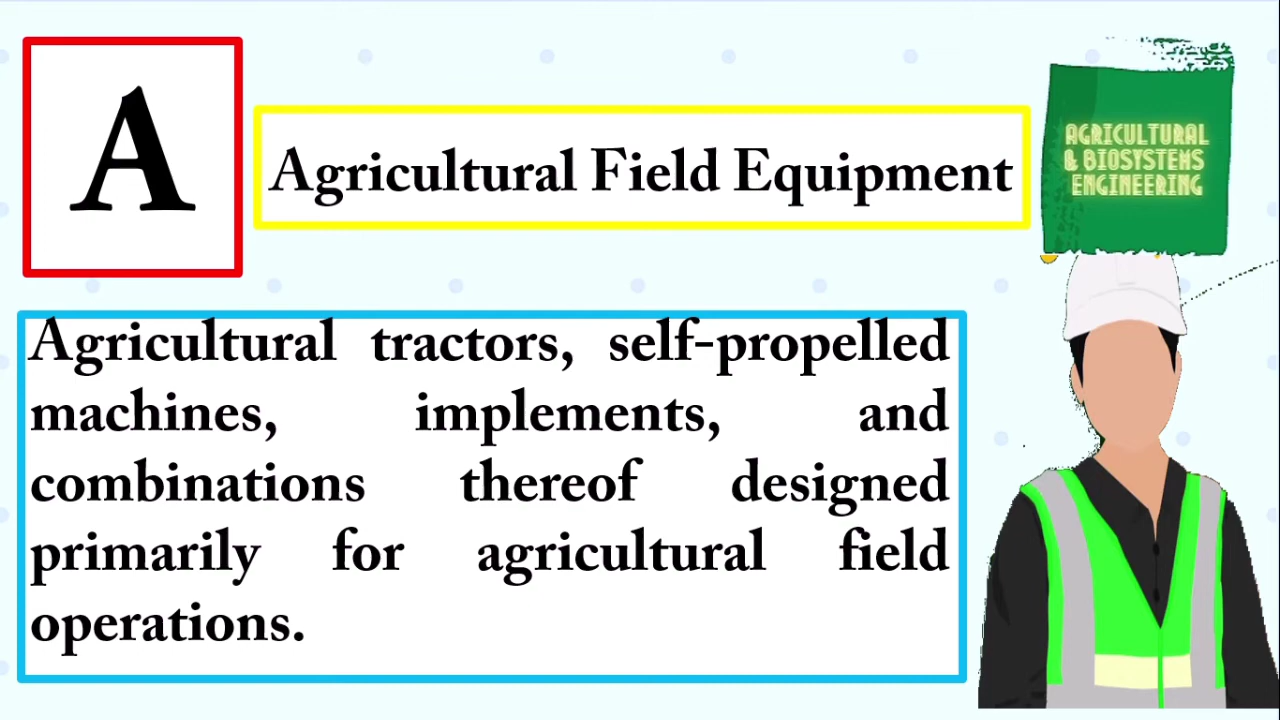 A
Agricultural Field Equipment
AGRICULTURAL
& BIOSYSTEMS
ENGINEERING
Agricultural tractors, self-propelled
machines, implements, and
combinations thereof designed
primarily for agricultural field
operations.